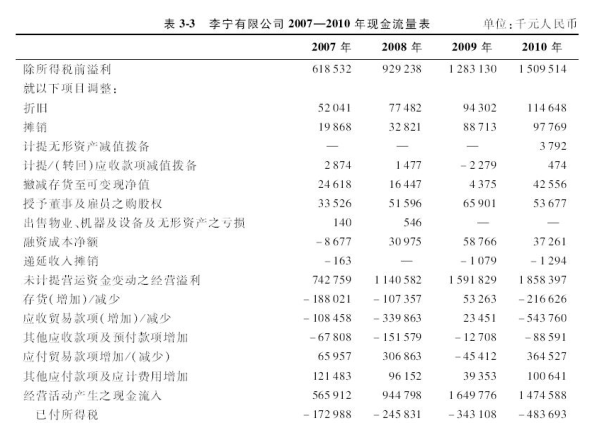 表 3-3 李宁有限公司 2007—2010 年现金流量表 单位:千元人民币
2007 年 2008 年 2009 年 2010 年
除所得税前溢利 618 532 929 238 1 283 130 1 509 514
就以下项目调整:
折旧 52 041 77 482 94 302 114 648
摊销 19 868 32 821 88 713 97 769
计提无形资产减值拨备 — — — 3 792
计提/(转回)应收款项减值拨备 2 874 1 477 −2 279 474
撇减存货至可变现净值 24 618 16 447 4 375 42 556
授予董事及雇员之购股权 33 526 51 596 65 901 53 677
出售物业、机器及设备及无形资产之亏损 140 546 — —
融资成本净额 −8 677 30 975 58 766 37 261
递延收入摊销 −163 — −1 079 −1 294
未计提营运资金变动之经营溢利 742 759 1 140 582 1 591 829 1 858 397
存货(增加)/减少 −188 021 −107 357 53 263 −216 626
应收贸易款项(增加)/减少 −108 458 −339 863 23 451 −543 760
其他应收款项及预付款项增加 −67 808 −151 579 −12 708 −88 591
应付贸易款项增加/(减少) 65 957 306 863 −45 412 364 527
其他应付款项及应计费用增加 121 483 96 152 39 353 100 641
经营活动产生之现金流入 565 912 944 798 1 649 776 1 474 588
已付所得税 −172 988 −245 831 −343 108 −483 693